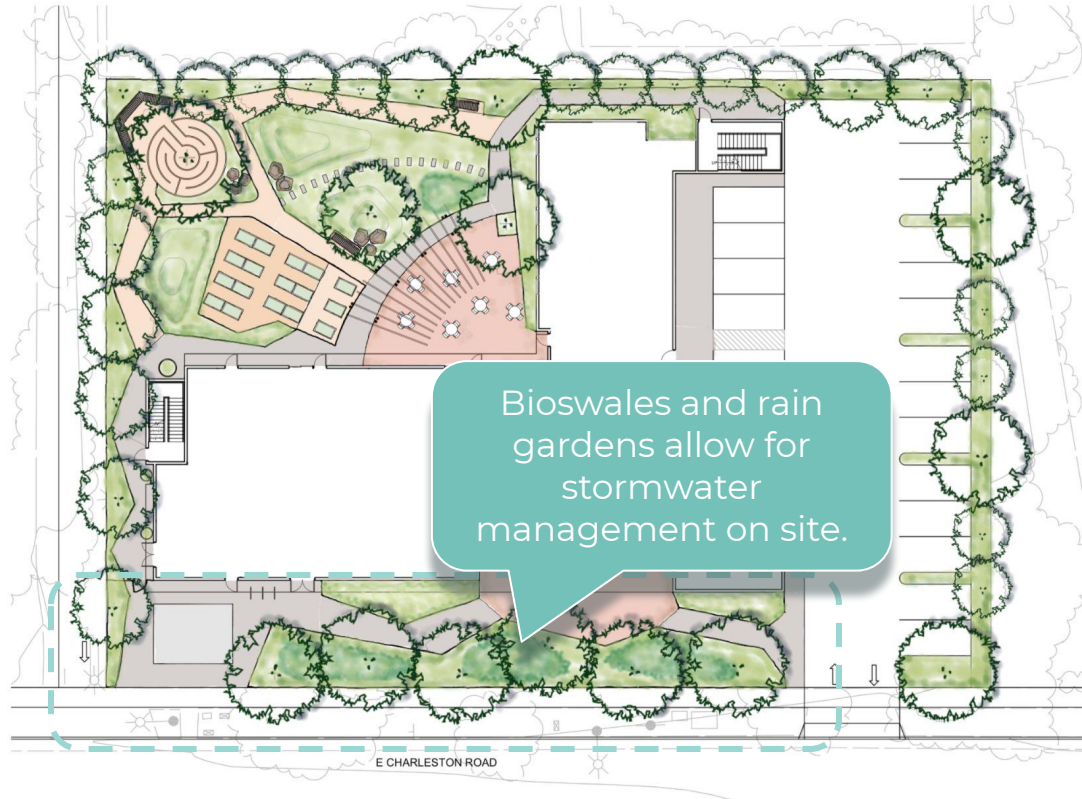 Bioswales and rain
gardens allow for
stormwater
management on site.
E CHARLESTON ROAD